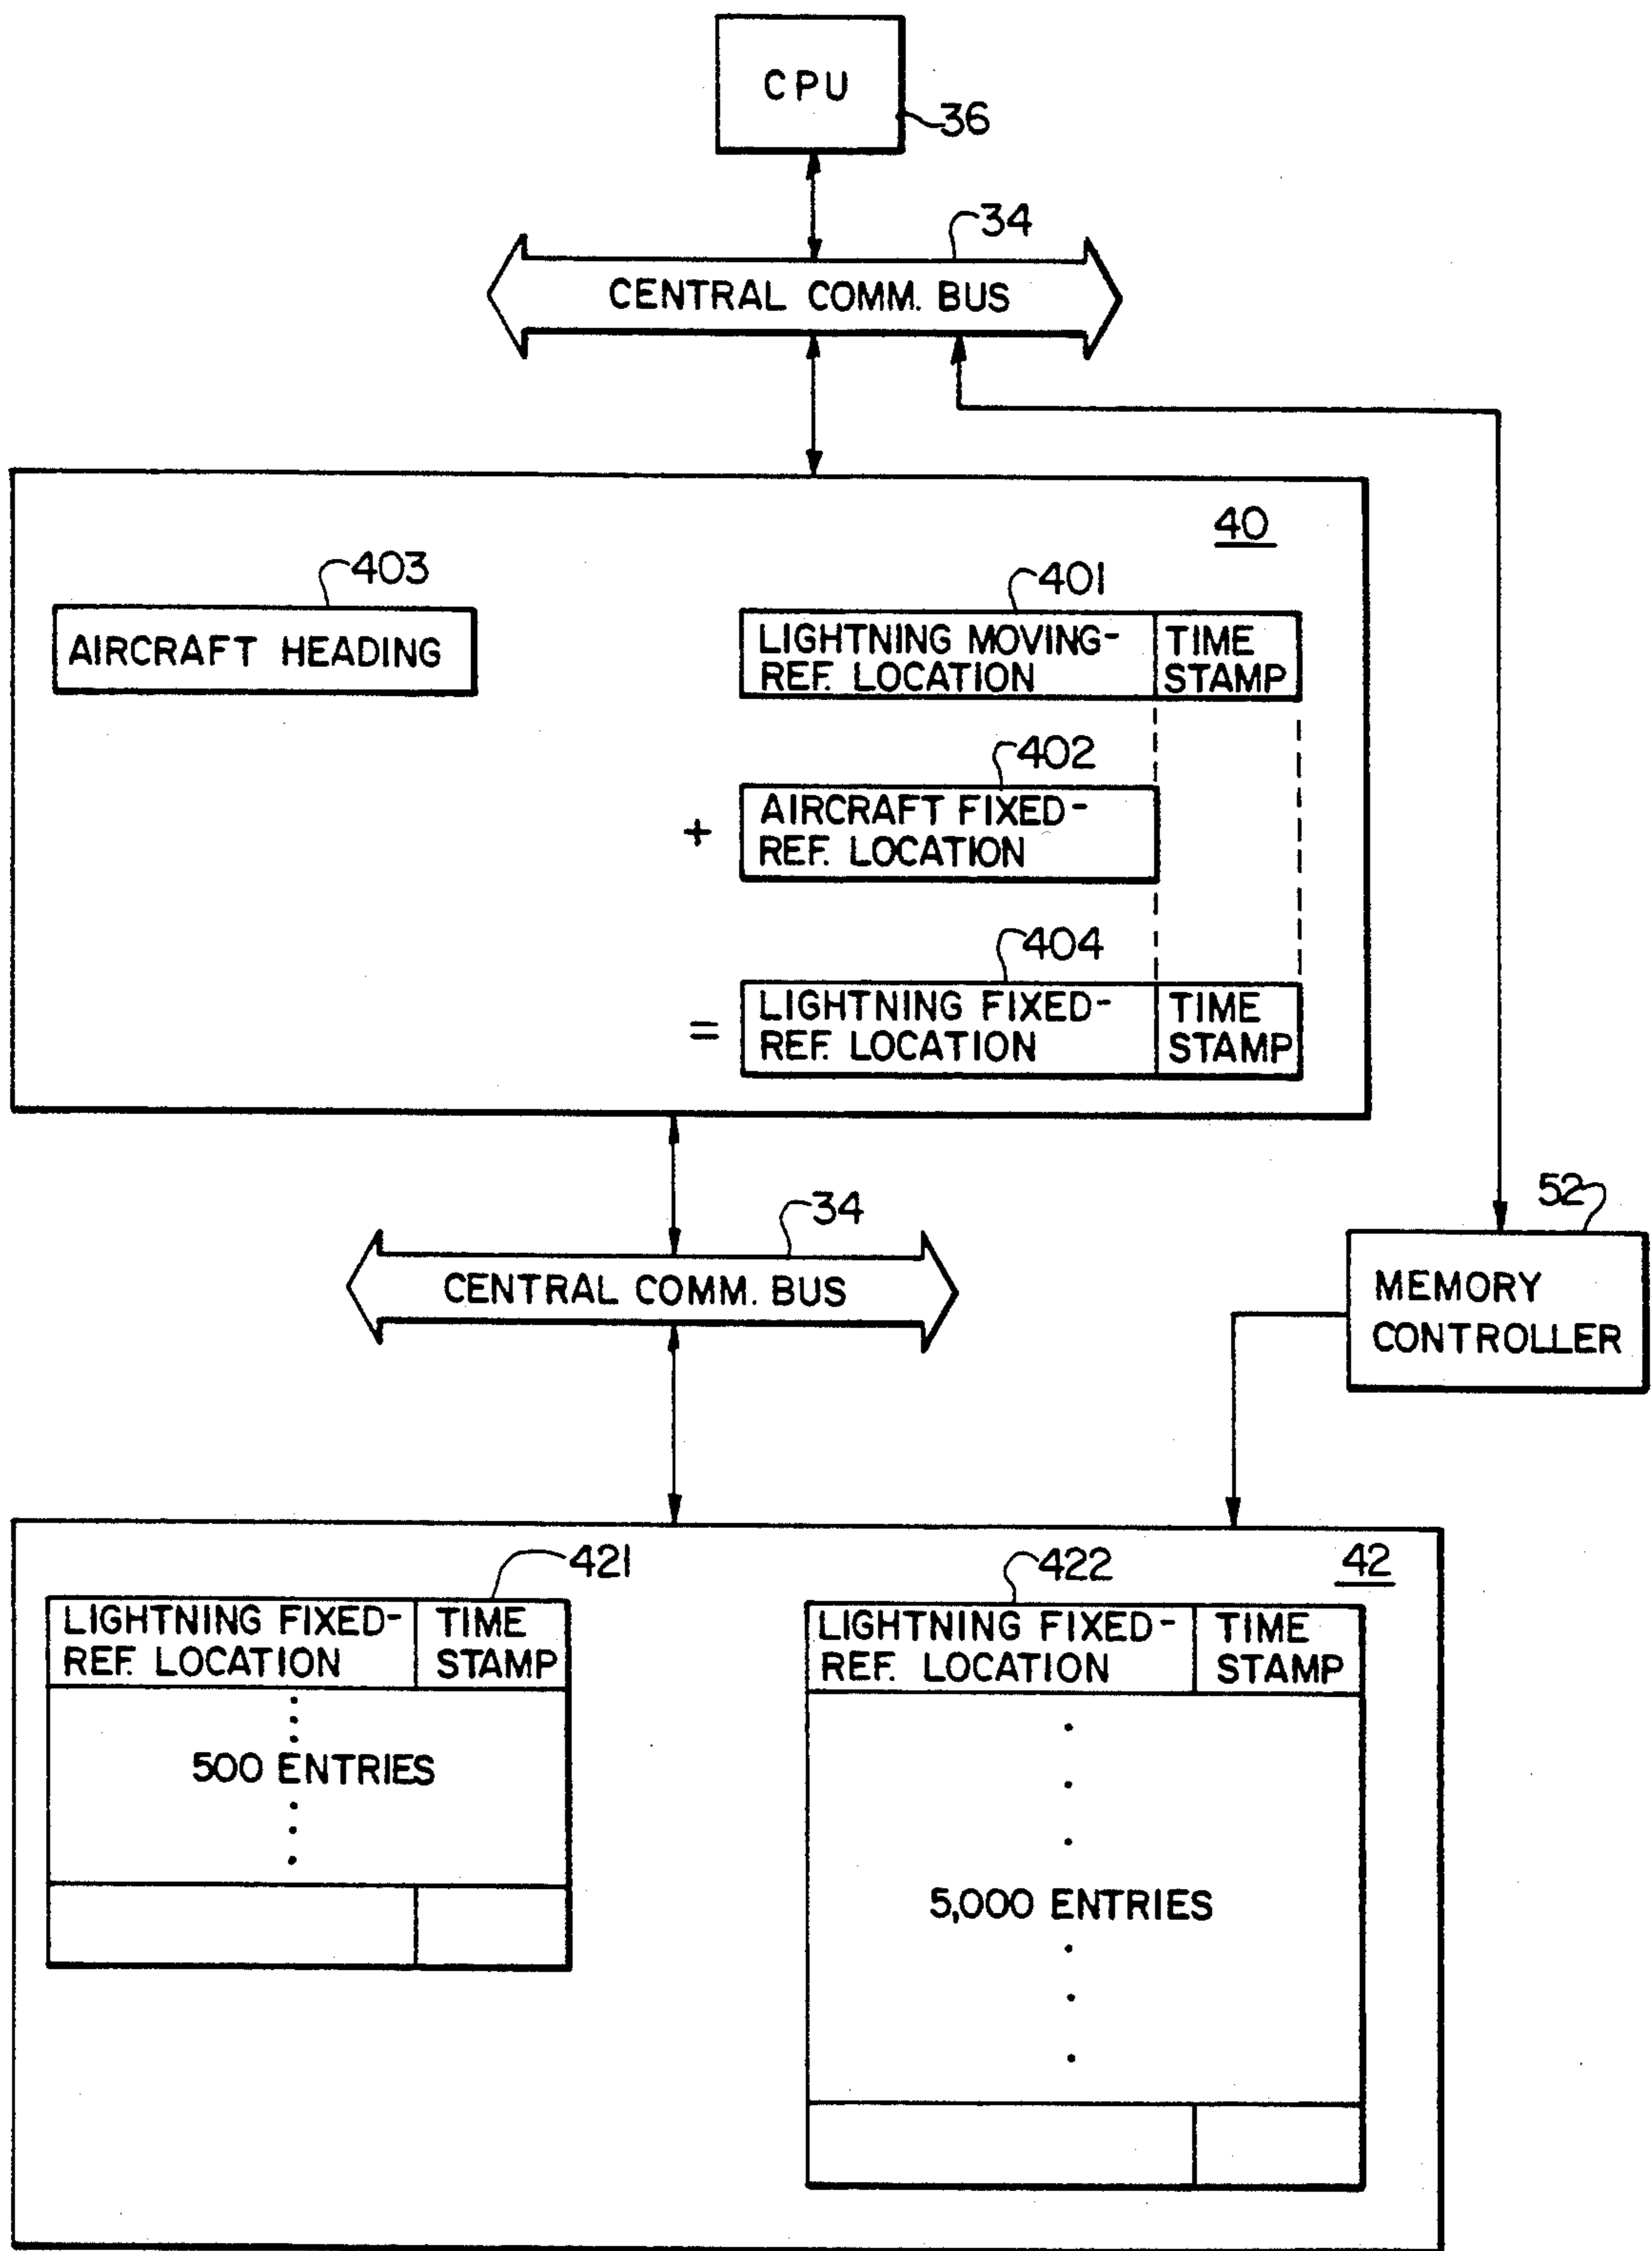 CPU
36
34
CENTRAL COMM. BUS
40
403
AIRCRAFT HEADING
401
LIGHTNING MOVING-
REF. LOCATION
TIME
STAMP
402
+
AIRCRAFT FIXED-
REF. LOCATION
404
=
LIGHTNING FIXED-
REF. LOCATION
TIME
STAMP
34
CENTRAL COMM. BUS
52
MEMORY
CONTROLLER
42
421
LIGHTNING FIXED-
REF. LOCATION
TIME
STAMP
500 ENTRIES
422
LIGHTNING FIXED-
REF. LOCATION
TIME
STAMP
5,000 ENTRIES